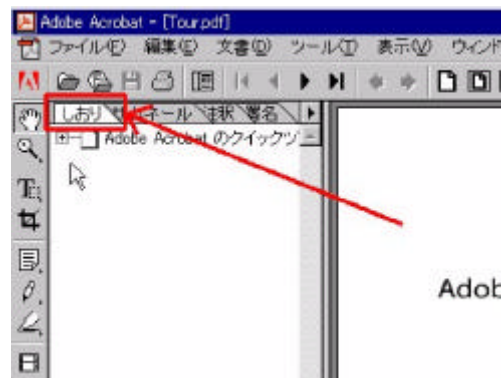 Adobe Acrobat - [Tour.pdf]
ファイル(F) 編集(E) 文書(D) ツール(T) 表示(V) ウィンド
しおり サムネール 注釈 署名
Adobe Acrobat のクイックツ
Adob